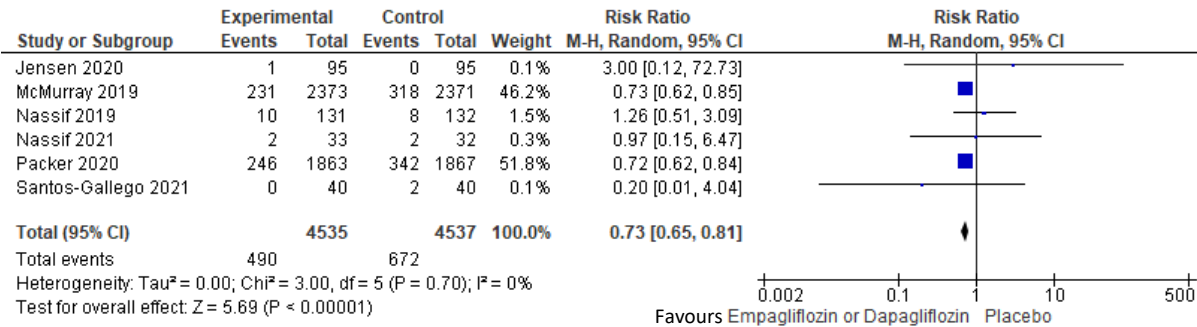 Experimental Control Risk Ratio Risk Ratio
Study or Subgroup Events Total Events Total Weight M-H, Random, 95% CI M-H, Random, 95% CI
Jensen 2020 1 95 0 95 0.1% 3.00 [0.12, 72.73]
McMurray 2019 231 2373 318 2371 46.2% 0.73 [0.62, 0.85]
Nassif 2019 10 131 8 132 1.5% 1.26 [0.51, 3.09]
Nassif 2021 2 33 2 32 0.3% 0.97 [0.15, 6.47]
Packer 2020 246 1863 342 1867 51.8% 0.72 [0.62, 0.84]
Santos-Gallego 2021 0 40 2 40 0.1% 0.20 [0.01, 4.04]
Total (95% CI) 4535 4537 100.0% 0.73 [0.65, 0.81]
Total events 490 672
Heterogeneity: Tau² = 0.00; Chi² = 3.00, df = 5 (P = 0.70); I² = 0%
Test for overall effect: Z = 5.69 (P < 0.00001)
0.002 0.1 1 10 500
Favours Empagliflozin or Dapagliflozin Placebo